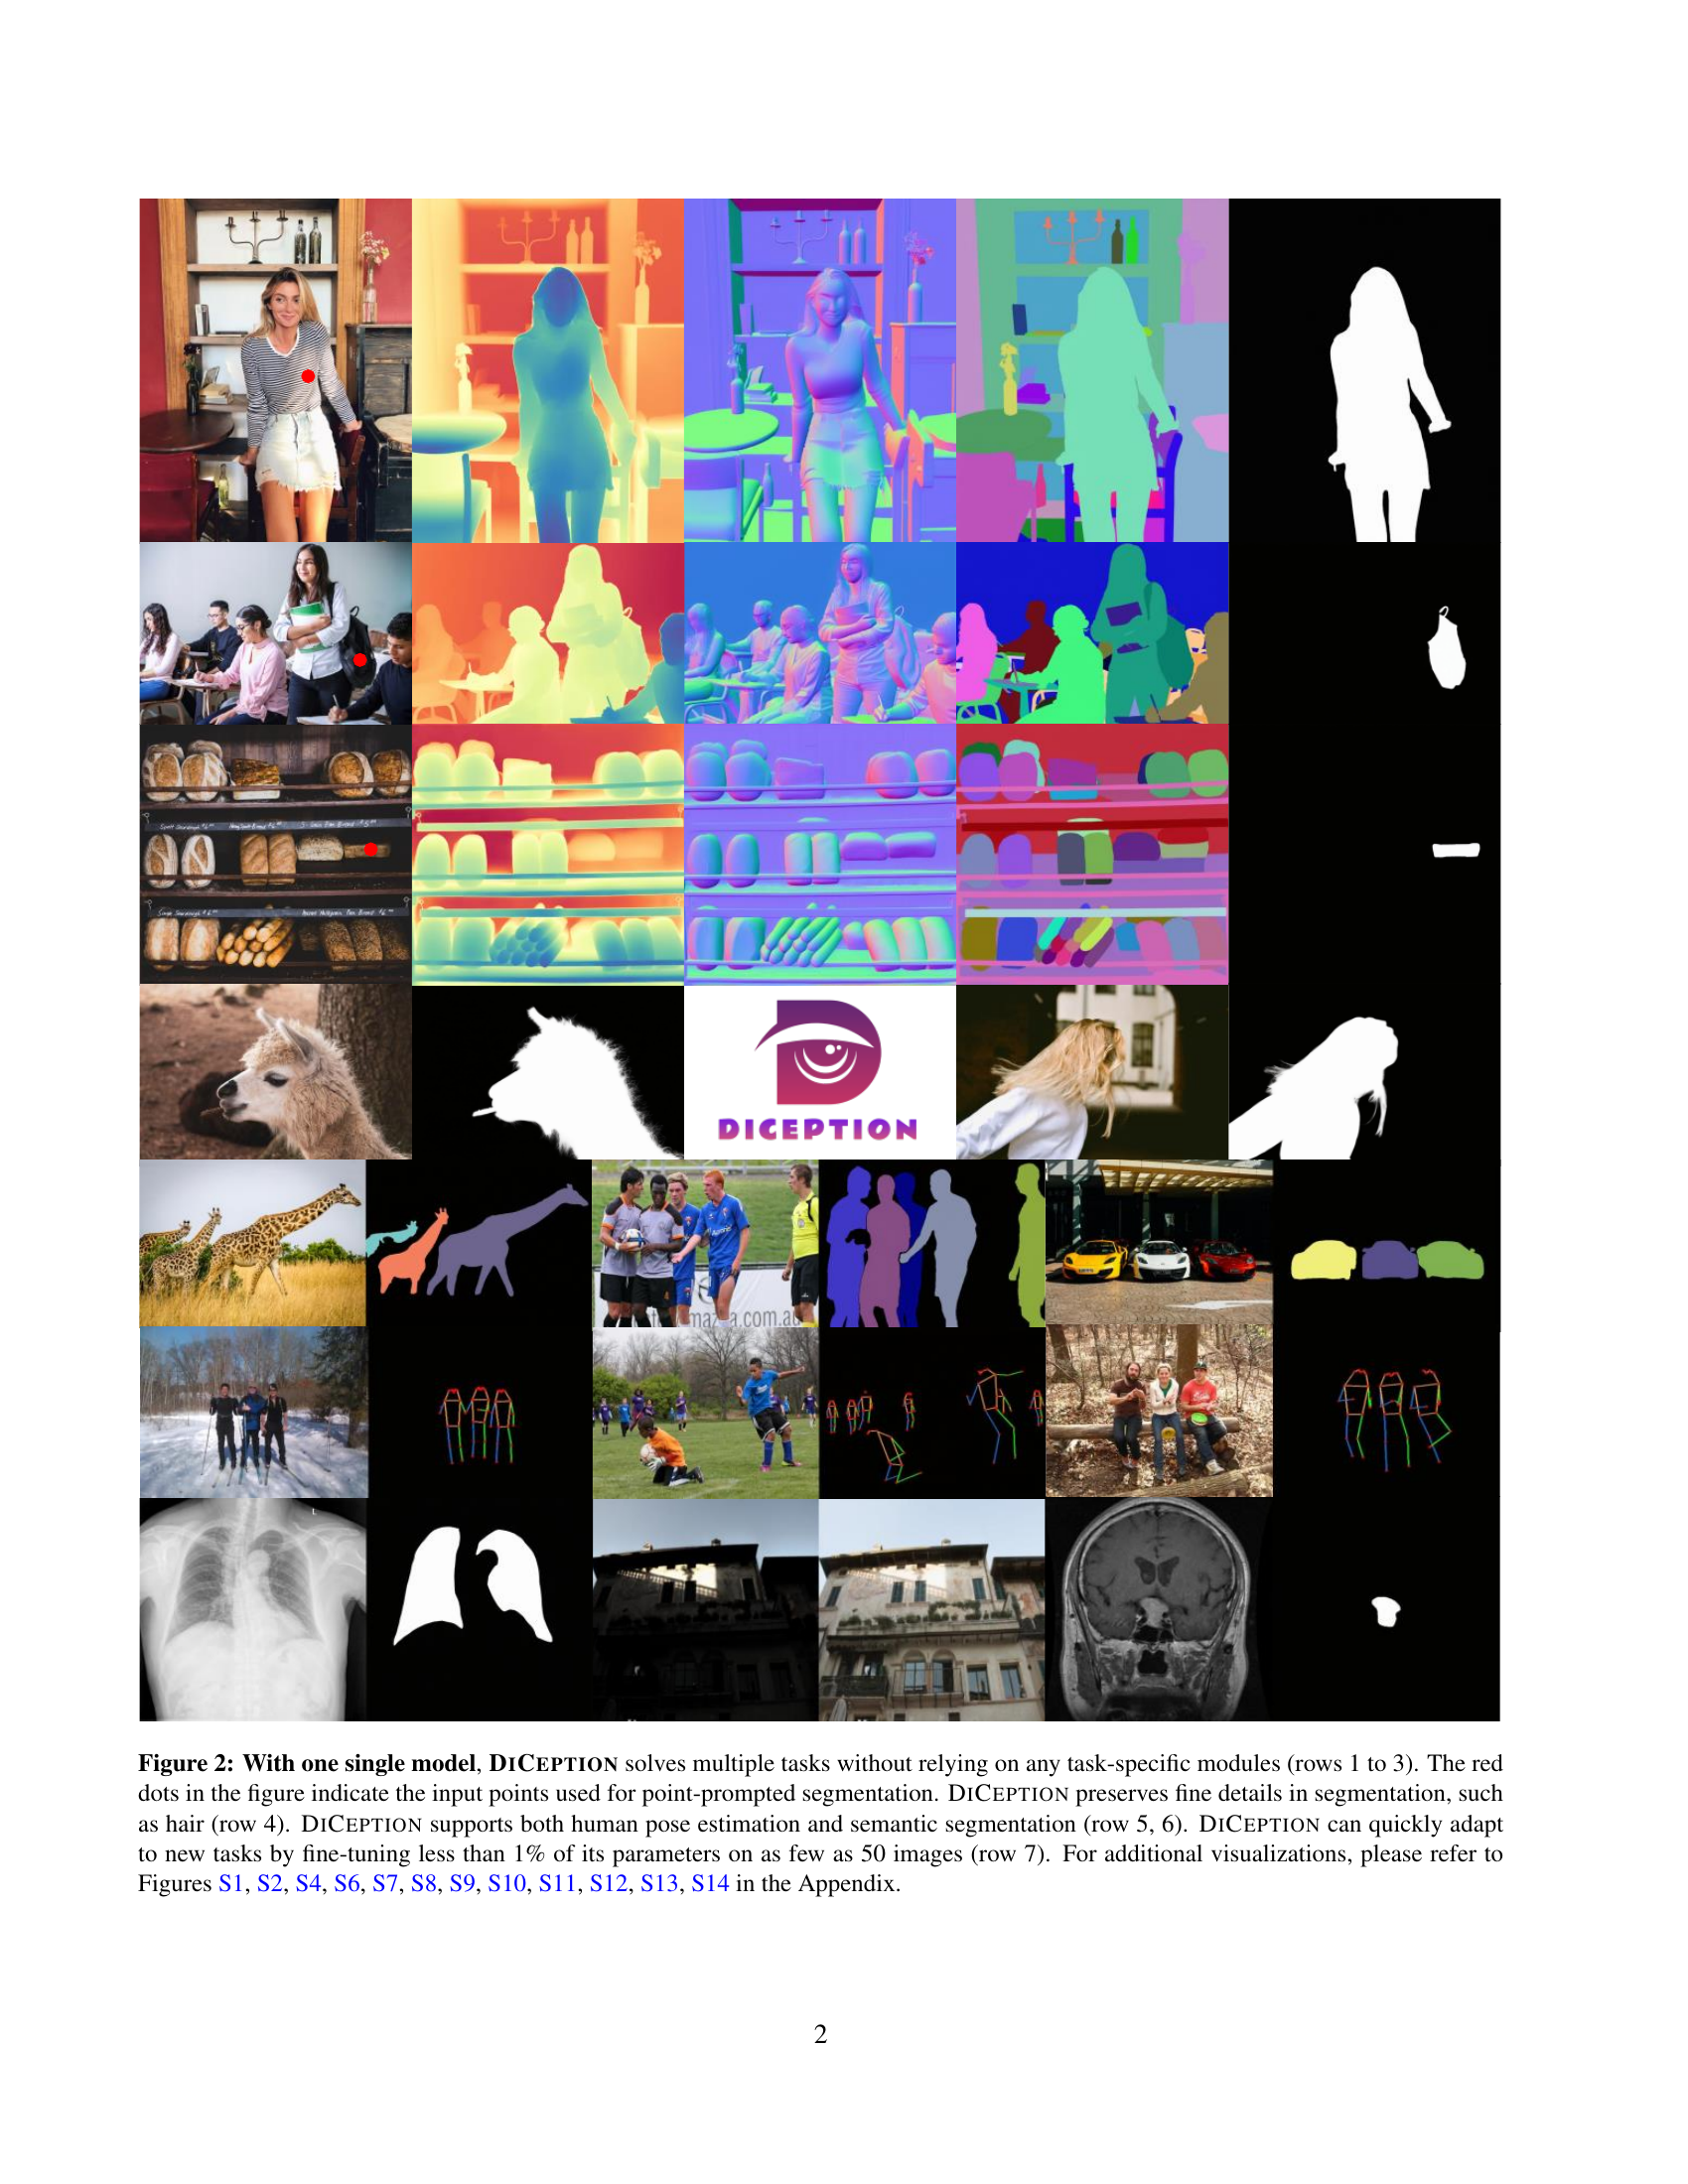 DICEPTION
maz a.com.au
L
Figure 2: With one single model, DICEPTION solves multiple tasks without relying on any task-specific modules (rows 1 to 3). The red
dots in the figure indicate the input points used for point-prompted segmentation. DICEPTION preserves fine details in segmentation, such
as hair (row 4). DICEPTION supports both human pose estimation and semantic segmentation (row 5, 6). DICEPTION can quickly adapt
to new tasks by fine-tuning less than 1% of its parameters on as few as 50 images (row 7). For additional visualizations, please refer to
Figures S1, S2, S4, S6, S7, S8, S9, S10, S11, S12, S13, S14 in the Appendix.
2